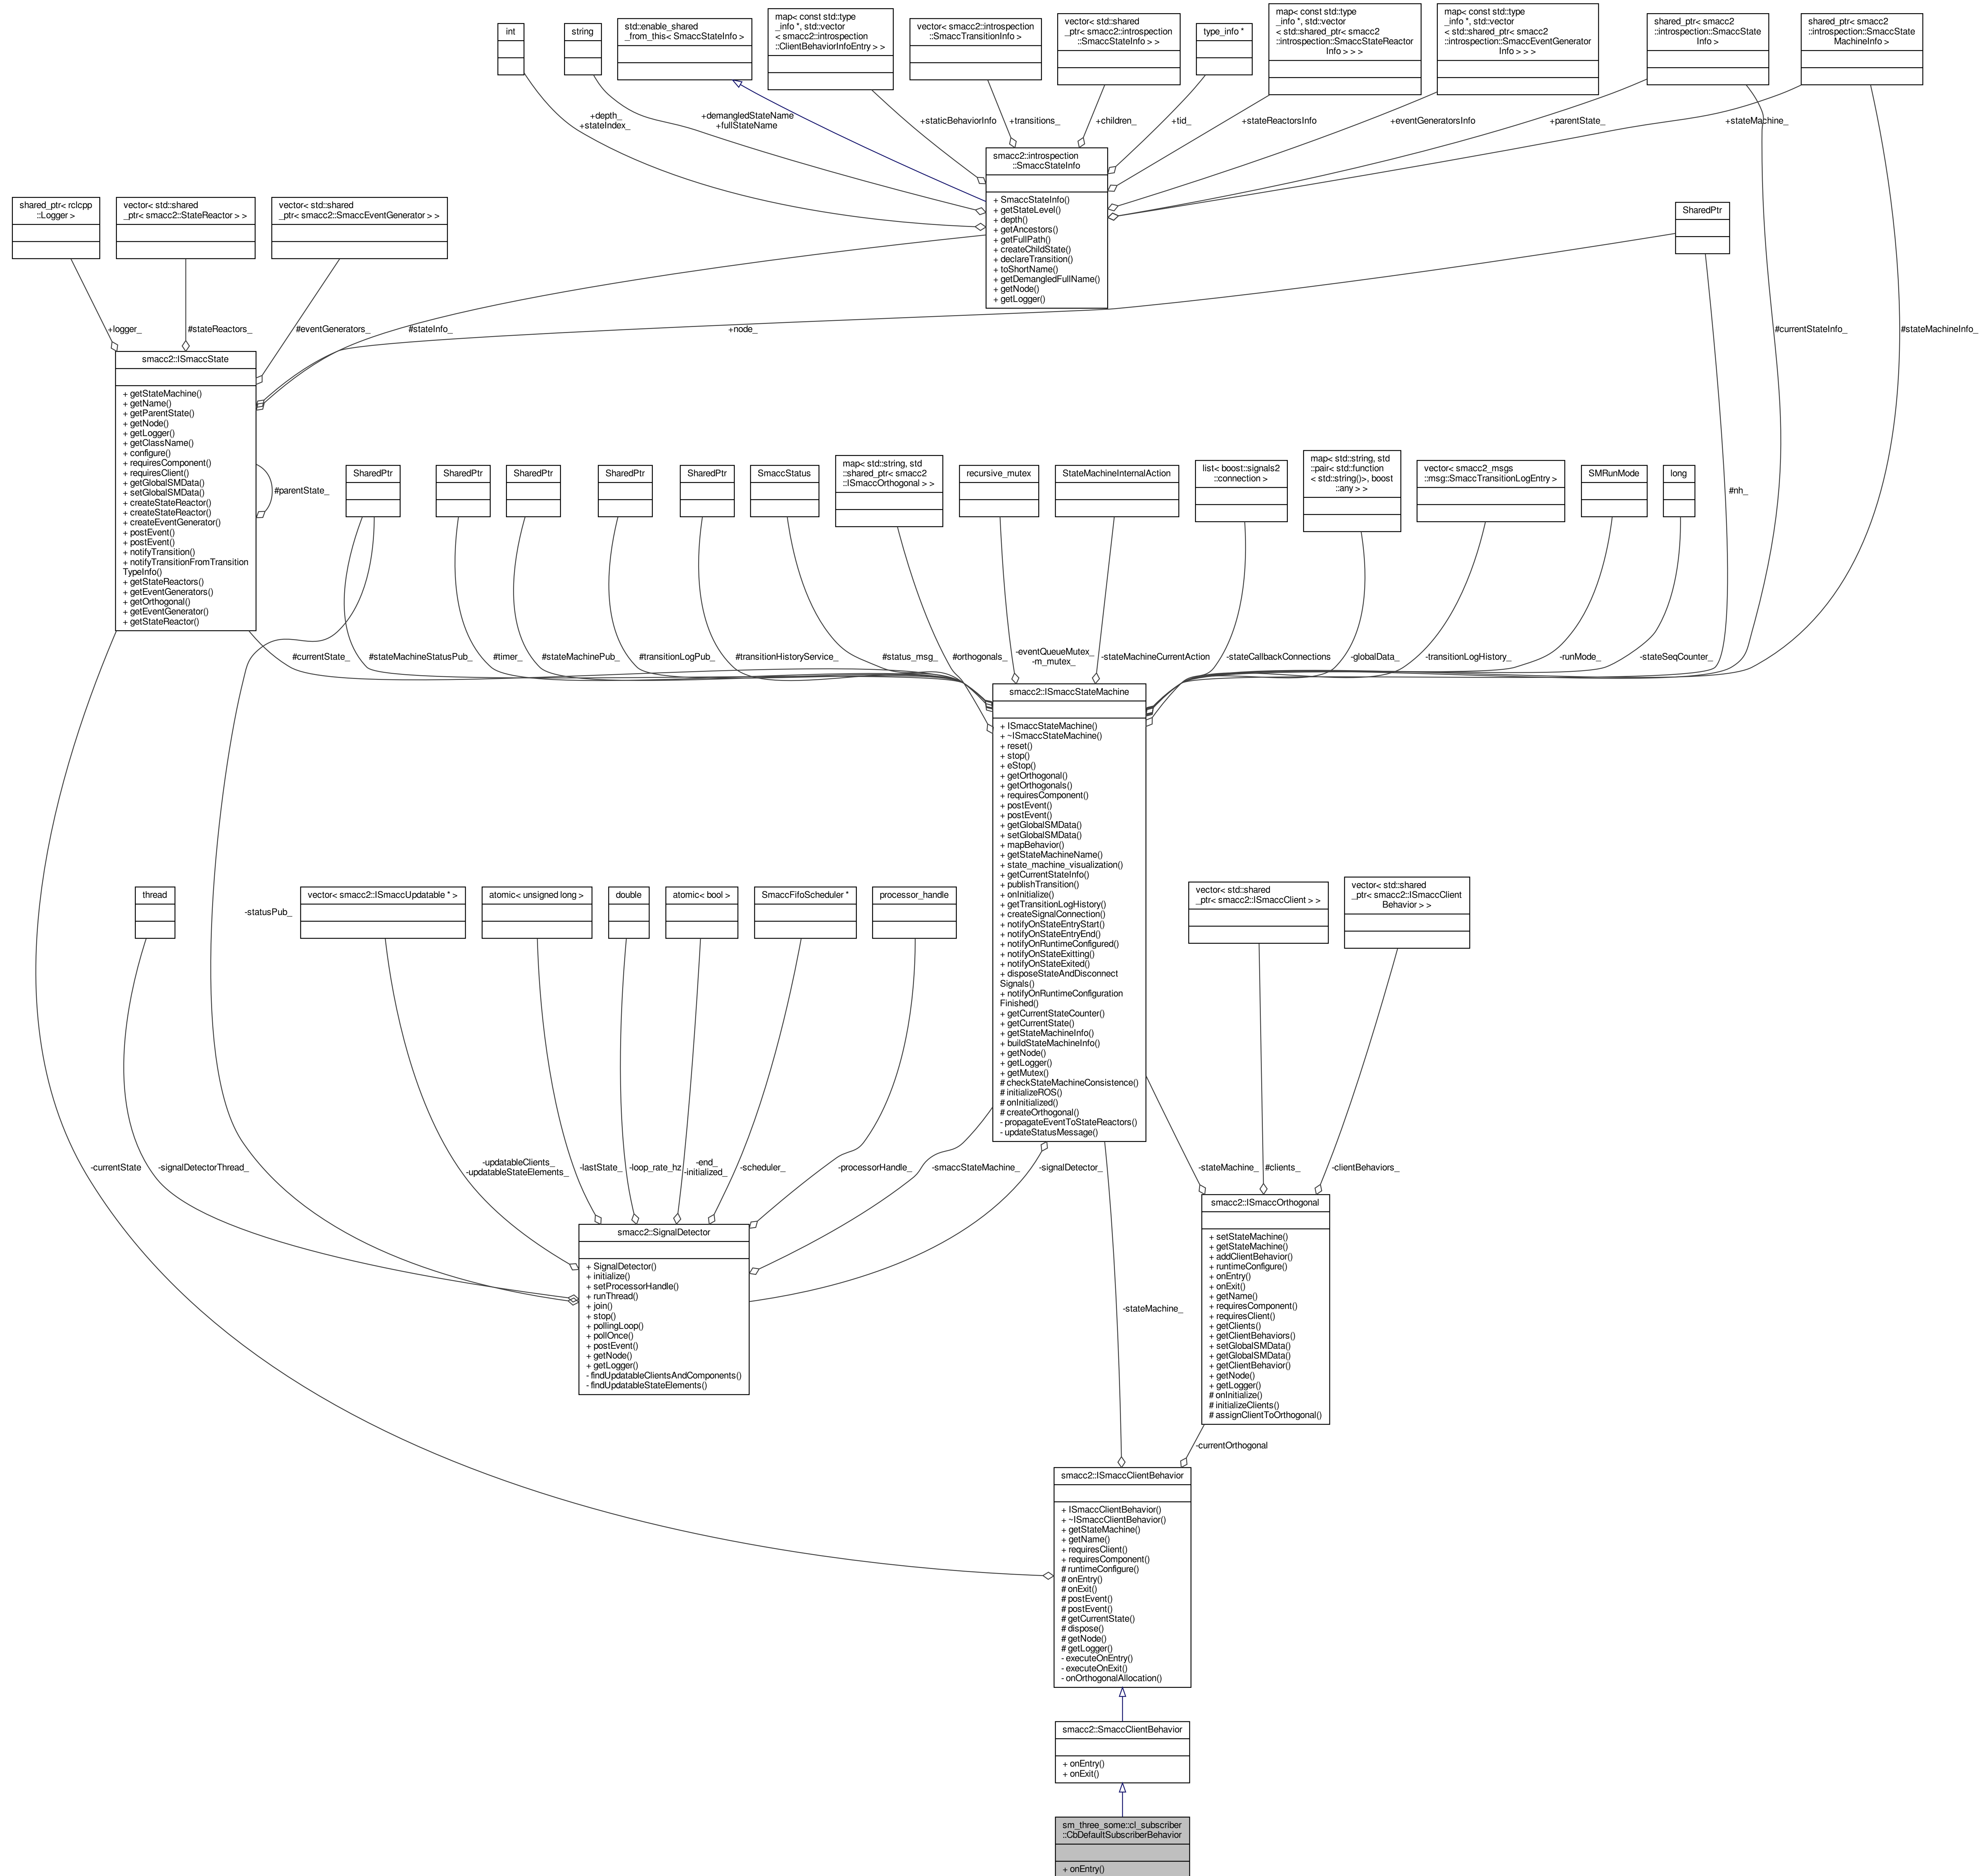 int
string
std::enable_shared
_from_this< SmaccStateInfo >
map< const std::type
_info *, std::vector
< smacc2::introspection
::ClientBehaviorInfoEntry > >
vector< smacc2::introspection
::SmaccTransitionInfo >
vector< std::shared
_ptr< smacc2::introspection
::SmaccStateInfo > >
type_info *
map< const std::type
_info *, std::vector
< std::shared_ptr< smacc2
::introspection::SmaccStateReactor
Info > > >
map< const std::type
_info *, std::vector
< std::shared_ptr< smacc2
::introspection::SmaccEventGenerator
Info > > >
shared_ptr< smacc2
::introspection::SmaccState
Info >
shared_ptr< smacc2
::introspection::SmaccState
MachineInfo >
+depth_
+stateIndex_
+demangledStateName
+fullStateName
+staticBehaviorInfo
+transitions_
+children_
+tid_
+stateReactorsInfo
+eventGeneratorsInfo
+parentState_
+stateMachine_
smacc2::introspection
::SmaccStateInfo
+ SmaccStateInfo()
+ getStateLevel()
+ depth()
+ getAncestors()
+ getFullPath()
+ createChildState()
+ declareTransition()
+ toShortName()
+ getDemangledFullName()
+ getNode()
+ getLogger()
shared_ptr< rclcpp
::Logger >
vector< std::shared
_ptr< smacc2::StateReactor > >
vector< std::shared
_ptr< smacc2::SmaccEventGenerator > >
SharedPtr
+logger_
#stateReactors_
#eventGenerators_
#stateInfo_
+node_
#currentStateInfo_
#stateMachineInfo_
smacc2::ISmaccState
+ getStateMachine()
+ getName()
+ getParentState()
+ getNode()
+ getLogger()
+ getClassName()
+ configure()
+ requiresComponent()
+ requiresClient()
+ getGlobalSMData()
+ setGlobalSMData()
+ createStateReactor()
+ createStateReactor()
+ createEventGenerator()
+ postEvent()
+ postEvent()
+ notifyTransition()
+ notifyTransitionFromTransition
TypeInfo()
+ getStateReactors()
+ getEventGenerators()
+ getOrthogonal()
+ getEventGenerator()
+ getStateReactor()
#parentState_
SharedPtr
SharedPtr
SharedPtr
SharedPtr
SharedPtr
SmaccStatus
map< std::string, std
::shared_ptr< smacc2
::ISmaccOrthogonal > >
recursive_mutex
StateMachineInternalAction
list< boost::signals2
::connection >
map< std::string, std
::pair< std::function
< std::string()>, boost
::any > >
vector< smacc2_msgs
::msg::SmaccTransitionLogEntry >
SMRunMode
long
#nh_
#currentState_
#stateMachineStatusPub_
#timer_
#stateMachinePub_
#transitionLogPub_
#transitionHistoryService_
#status_msg_
#orthogonals_
-eventQueueMutex_
-m_mutex_
-stateMachineCurrentAction
-stateCallbackConnections
-globalData_
-transitionLogHistory_
-runMode_
-stateSeqCounter_
smacc2::ISmaccStateMachine
+ ISmaccStateMachine()
+ ~ISmaccStateMachine()
+ reset()
+ stop()
+ eStop()
+ getOrthogonal()
+ getOrthogonals()
+ requiresComponent()
+ postEvent()
+ postEvent()
+ getGlobalSMData()
+ setGlobalSMData()
+ mapBehavior()
+ getStateMachineName()
+ state_machine_visualization()
+ getCurrentStateInfo()
+ publishTransition()
+ onInitialize()
+ getTransitionLogHistory()
+ createSignalConnection()
+ notifyOnStateEntryStart()
+ notifyOnStateEntryEnd()
+ notifyOnRuntimeConfigured()
+ notifyOnStateExitting()
+ notifyOnStateExited()
+ disposeStateAndDisconnect
Signals()
+ notifyOnRuntimeConfiguration
Finished()
+ getCurrentStateCounter()
+ getCurrentState()
+ getStateMachineInfo()
+ buildStateMachineInfo()
+ getNode()
+ getLogger()
+ getMutex()
# checkStateMachineConsistence()
# initializeROS()
# onInitialized()
# createOrthogonal()
- propagateEventToStateReactors()
- updateStatusMessage()
thread
-statusPub_
vector< smacc2::ISmaccUpdatable * >
atomic< unsigned long >
double
atomic< bool >
SmaccFifoScheduler *
processor_handle
vector< std::shared
_ptr< smacc2::ISmaccClient > >
vector< std::shared
_ptr< smacc2::ISmaccClient
Behavior > >
-currentState
-signalDetectorThread_
-updatableClients_
-updatableStateElements_
-lastState_
-loop_rate_hz
-end_
-initialized_
-scheduler_
-processorHandle_
-smaccStateMachine_
-signalDetector_
-stateMachine_
#clients_
-clientBehaviors_
smacc2::SignalDetector
+ SignalDetector()
+ initialize()
+ setProcessorHandle()
+ runThread()
+ join()
+ stop()
+ pollingLoop()
+ pollOnce()
+ postEvent()
+ getNode()
+ getLogger()
- findUpdatableClientsAndComponents()
- findUpdatableStateElements()
smacc2::ISmaccOrthogonal
+ setStateMachine()
+ getStateMachine()
+ addClientBehavior()
+ runtimeConfigure()
+ onEntry()
+ onExit()
+ getName()
+ requiresComponent()
+ requiresClient()
+ getClients()
+ getClientBehaviors()
+ setGlobalSMData()
+ getGlobalSMData()
+ getClientBehavior()
+ getNode()
+ getLogger()
# onInitialize()
# initializeClients()
# assignClientToOrthogonal()
-stateMachine_
-currentOrthogonal
smacc2::ISmaccClientBehavior
+ ISmaccClientBehavior()
+ ~ISmaccClientBehavior()
+ getStateMachine()
+ getName()
+ requiresClient()
+ requiresComponent()
# runtimeConfigure()
# onEntry()
# onExit()
# postEvent()
# postEvent()
# getCurrentState()
# dispose()
# getNode()
# getLogger()
- executeOnEntry()
- executeOnExit()
- onOrthogonalAllocation()
smacc2::SmaccClientBehavior
+ onEntry()
+ onExit()
sm_three_some::cl_subscriber
::CbDefaultSubscriberBehavior
+ onEntry()